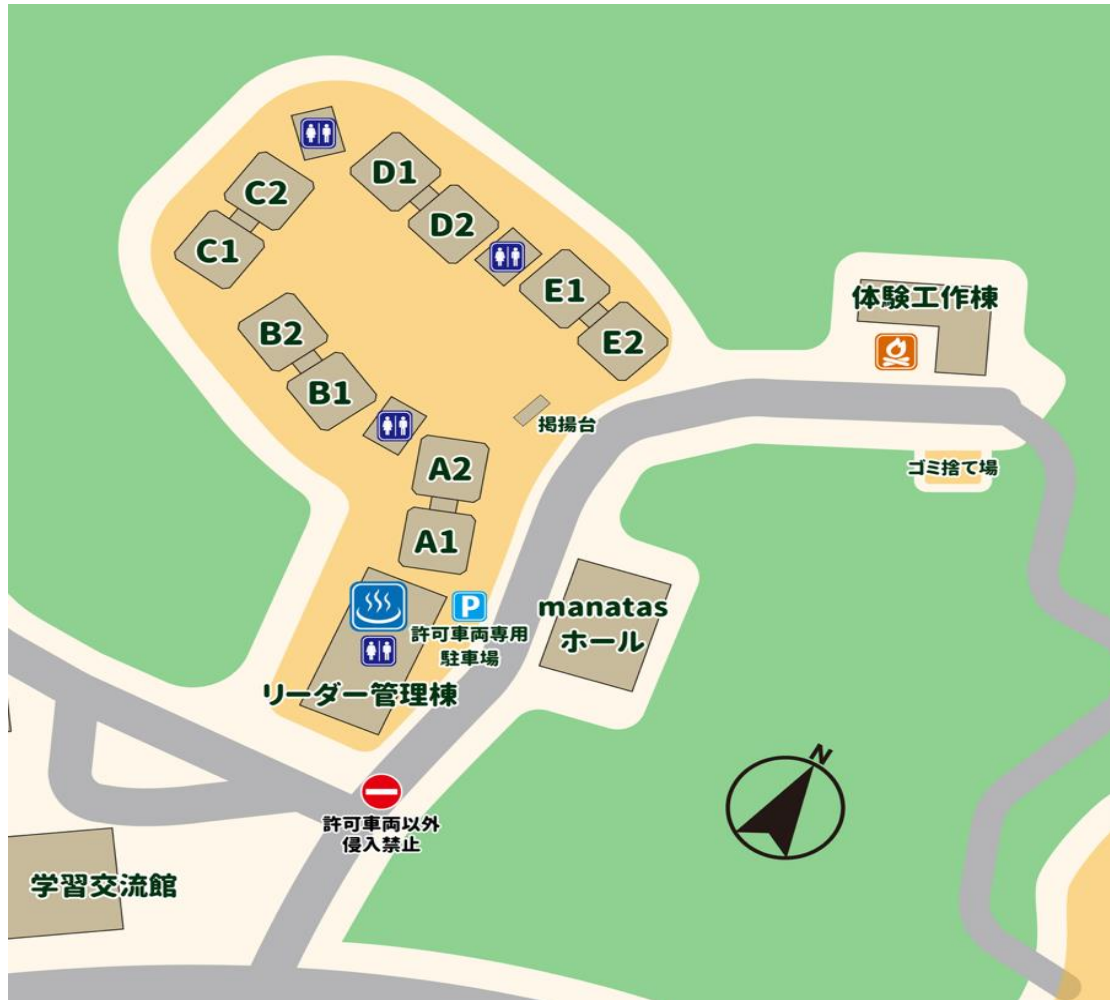 D1
C2
D2
C1
E1
体験工作棟
B2
E2
B1
掲揚台
A2
ゴミ捨て場
A1
P
manatas
ホール
許可車両専用
駐車場
リーダー管理棟
N
許可車両以外
侵入禁止
学習交流館